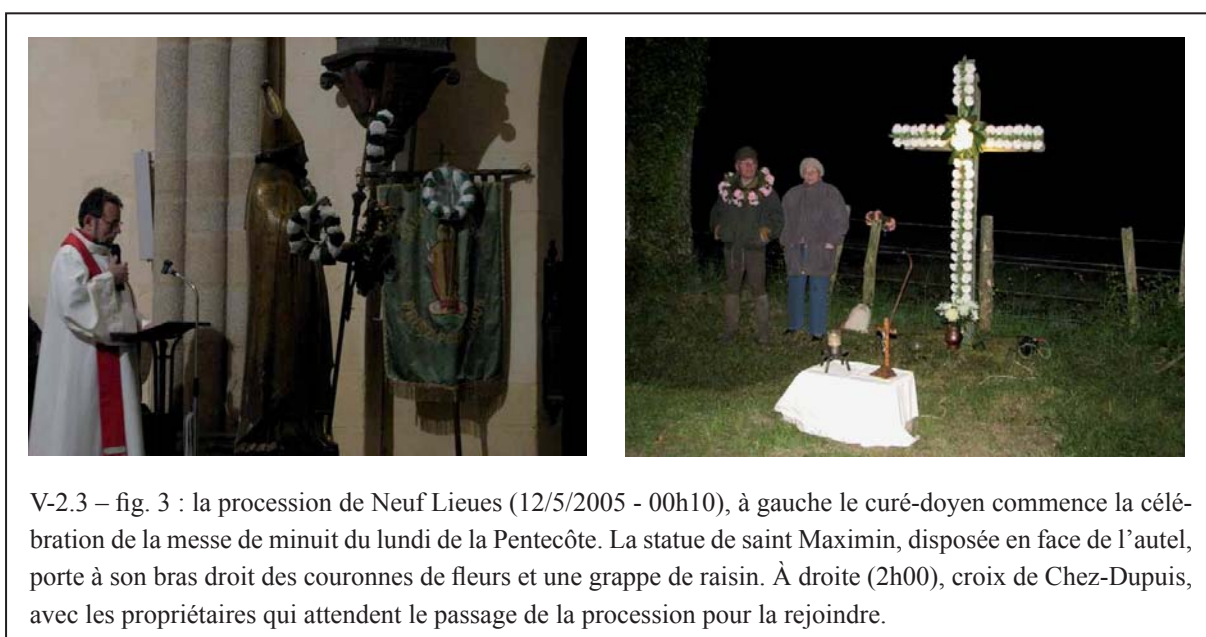 V-2.3 – fig. 3 : la procession de Neuf Lieues (12/5/2005 - 00h10), à gauche le curé-doyen commence la célé-
bration de la messe de minuit du lundi de la Pentecôte. La statue de saint Maximin, disposée en face de l’autel,
porte à son bras droit des couronnes de fleurs et une grappe de raisin. À droite (2h00), croix de Chez-Dupuis,
avec les propriétaires qui attendent le passage de la procession pour la rejoindre.